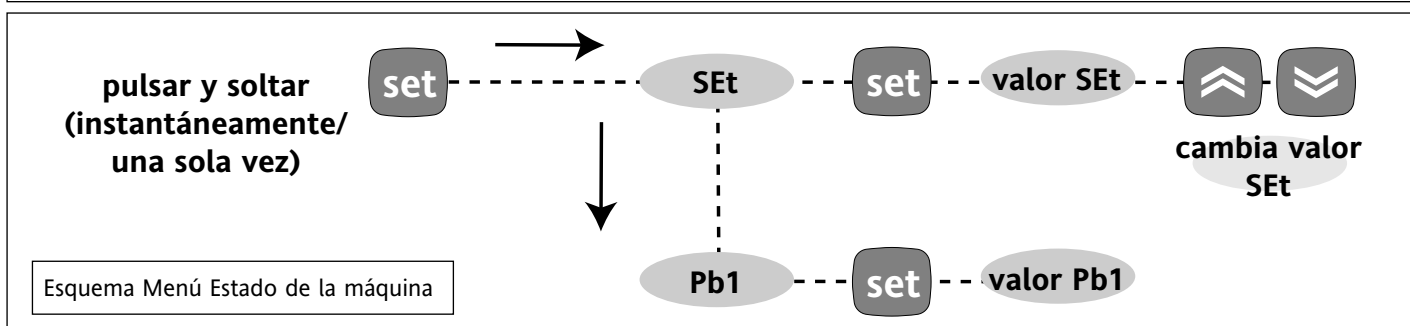 pulsar y soltar
(instantáneamente/
una sola vez)
set
SEt
set
valor SEt
cambia valor
SEt
Pb1
set
valor Pb1
Esquema Menú Estado de la máquina